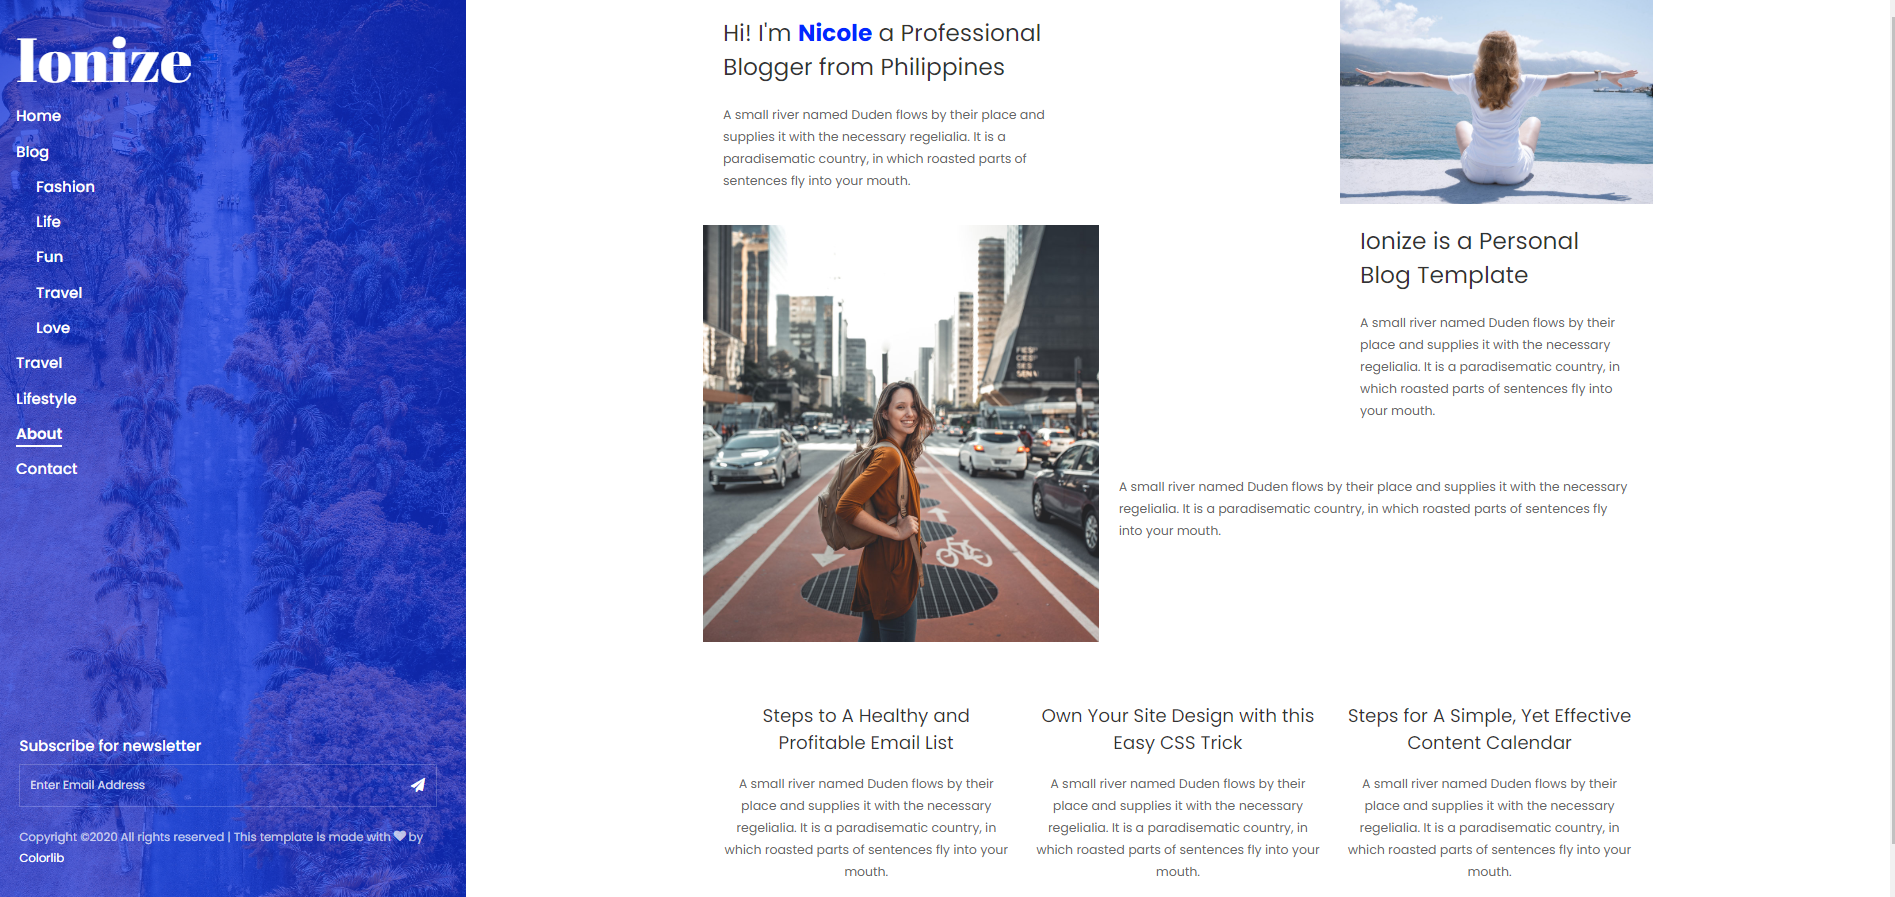 Ionize
Home
Blog
Fashion
Life
Fun
Travel
Love
Travel
Lifestyle
About
Contact
Subscribe for newsletter
Enter Email Address
Copyright ©2020 All rights reserved | This template is made with ♥ by
Colorlib
Hi! I'm Nicole a Professional
Blogger from Philippines
A small river named Duden flows by their place and
supplies it with the necessary regelialia. It is a
paradisematic country, in which roasted parts of
sentences fly into your mouth.
Ionize is a Personal
Blog Template
A small river named Duden flows by their
place and supplies it with the necessary
regelialia. It is a paradisematic country, in
which roasted parts of sentences fly into
your mouth.
A small river named Duden flows by their place and supplies it with the necessary
regelialia. It is a paradisematic country, in which roasted parts of sentences fly
into your mouth.
Steps to A Healthy and
Profitable Email List
A small river named Duden flows by their
place and supplies it with the necessary
regelialia. It is a paradisematic country, in
which roasted parts of sentences fly into your
mouth.
Own Your Site Design with this
Easy CSS Trick
A small river named Duden flows by their
place and supplies it with the necessary
regelialia. It is a paradisematic country, in
which roasted parts of sentences fly into your
mouth.
Steps for A Simple, Yet Effective
Content Calendar
A small river named Duden flows by their
place and supplies it with the necessary
regelialia. It is a paradisematic country, in
which roasted parts of sentences fly into your
mouth.